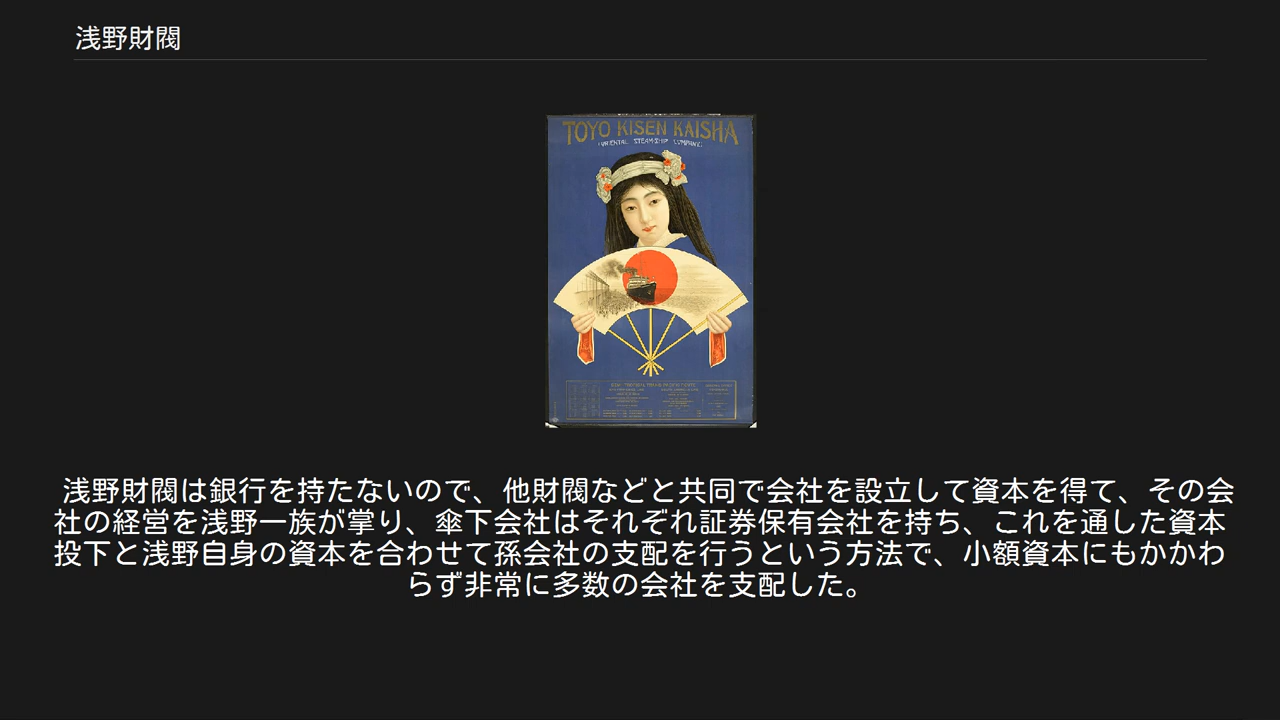 浅野財閥
TOYO KISEN KAISHA
ORIENTAL STEAMSHIP COMPANY
浅野財閥は銀行を持たないので、他財閥などと共同で会社を設立して資本を得て、その会
社の経営を浅野一族が掌り、傘下会社はそれぞれ証券保有会社を持ち、これを通した資本
投下と浅野自身の資本を合わせて孫会社の支配を行うという方法で、小額資本にもかかわ
らず非常に多数の会社を支配した。